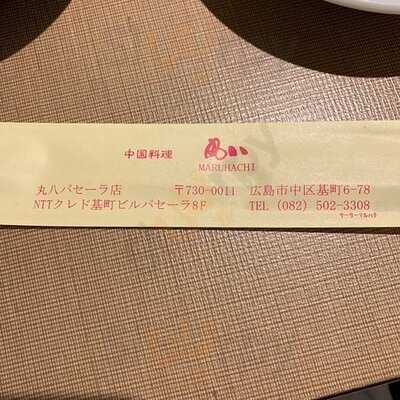 中国料理 丸八
MARUHACHI
丸八パセーラ店 〒730-0011 広島市中区基町6-78
NTTクレド基町ビルパセーラ8F TEL (082) 502-3308